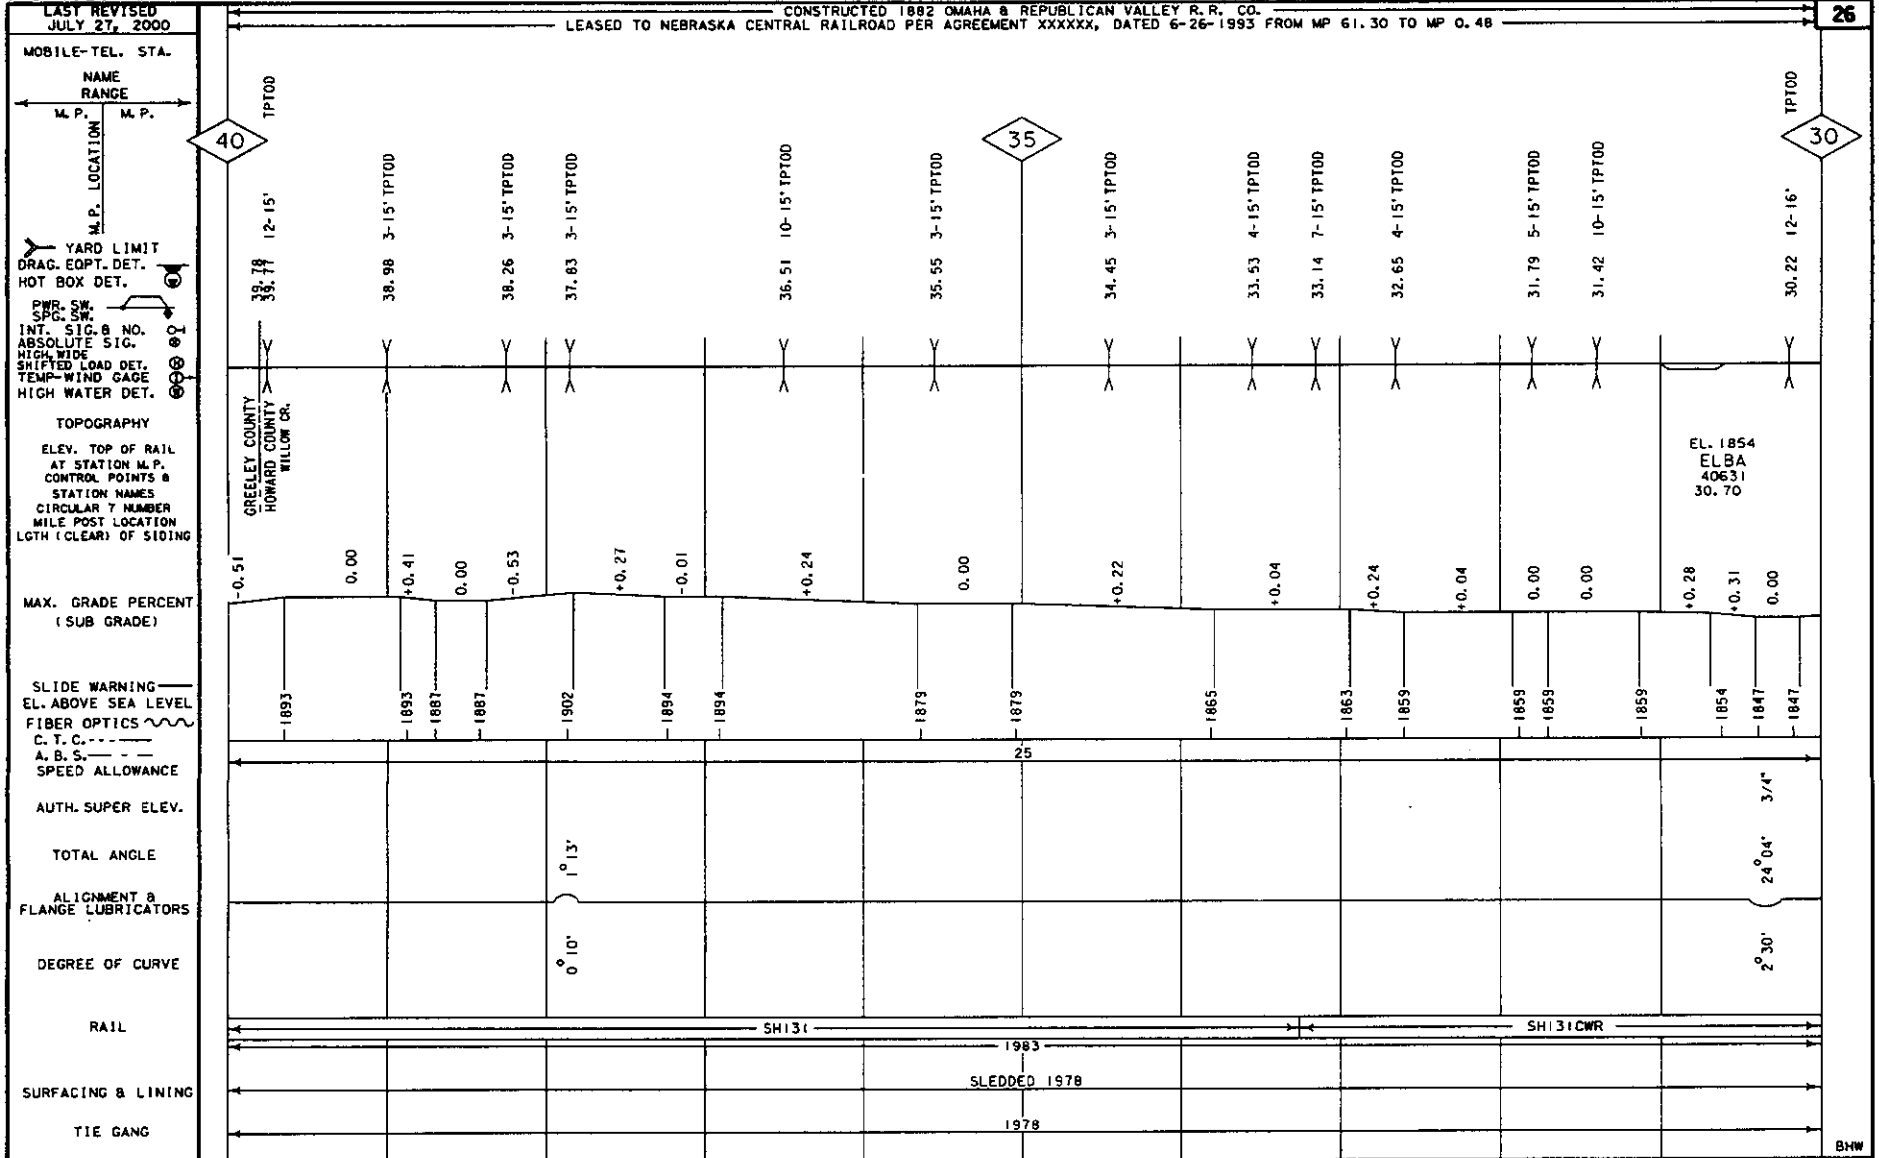 LAST REVISED
JULY 27, 2000
CONSTRUCTED 1882 OMAHA & REPUBLICAN VALLEY R.R. CO.
LEASED TO NEBRASKA CENTRAL RAILROAD PER AGREEMENT XXXXXX, DATED 6-26-1993 FROM MP 61.30 TO MP 0.48
26
MOBILE-TEL. STA.
NAME
RANGE
M.P. M.P.
M.P. LOCATION
YARD LIMIT
DRAG. EQPT. DET.
HOT BOX DET.
PWR. SW.
SPG. SW.
INT. SIG. & NO.
ABSOLUTE SIG.
HIGH, WIDE
SHIFTED LOAD DET.
TEMP-WIND GAGE
HIGH WATER DET.
40
35
30
39.78
39.77 12-15' TPTOD
38.98 3-15' TPTOD
38.26 3-15' TPTOD
37.83 3-15' TPTOD
36.51 10-15' TPTOD
35.55 3-15' TPTOD
34.45 3-15' TPTOD
33.53 4-15' TPTOD
33.14 7-15' TPTOD
32.65 4-15' TPTOD
31.79 5-15' TPTOD
31.42 10-15' TPTOD
30.22 12-16' TPTOD
GREELEY COUNTY
HOWARD COUNTY
WILLOW CR.
TOPOGRAPHY
ELEV. TOP OF RAIL
AT STATION M.P.
CONTROL POINTS &
STATION NAMES
CIRCULAR 7 NUMBER
MILE POST LOCATION
LGTH (CLEAR) OF SIDING
EL. 1854
ELBA
40631
30.70
MAX. GRADE PERCENT
(SUB GRADE)
-0.51
0.00
+0.41
0.00
-0.53
+0.27
-0.01
+0.24
0.00
+0.22
+0.04
+0.24
+0.04
0.00
0.00
+0.28
+0.31
0.00
SLIDE WARNING
EL. ABOVE SEA LEVEL
1893
1893
1887
1887
1902
1894
1894
1879
1879
1865
1863
1859
1859
1859
1859
1854
1847
1847
FIBER OPTICS
C.T.C.
A.B.S.
SPEED ALLOWANCE
25
AUTH. SUPER ELEV.
3/4"
TOTAL ANGLE
1°13'
24°04'
ALIGNMENT &
FLANGE LUBRICATORS
DEGREE OF CURVE
0°10'
2°30'
RAIL
SH131
SH131CWR
1983
SURFACING & LINING
SLEDDED 1978
TIE GANG
1978
BHW